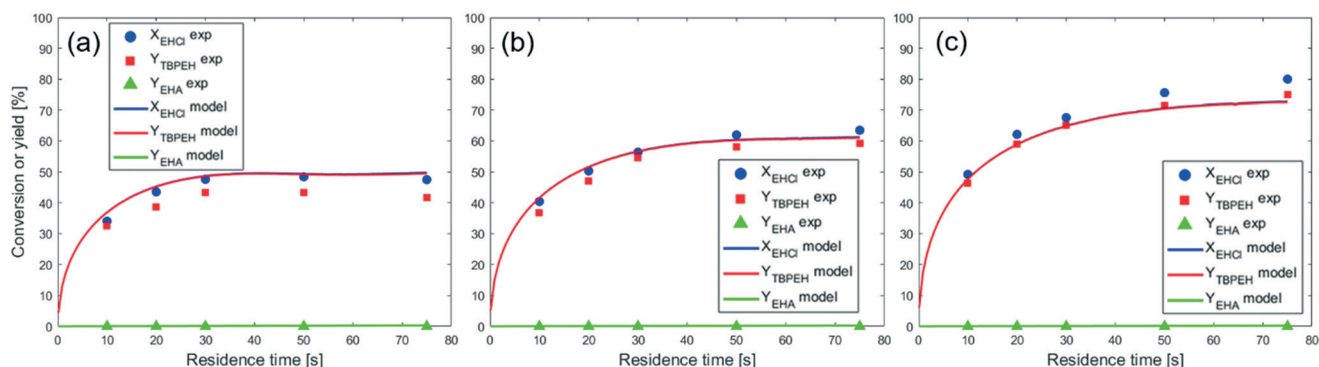 (a)
X_EHCl exp
Y_TBPEH exp
Y_EHA exp
X_EHCl model
Y_TBPEH model
Y_EHA model
Conversion or yield [%]
100
90
80
70
60
50
40
30
20
10
0
0 10 20 30 40 50 60 70 80
Residence time [s]
(b)
X_EHCl exp
Y_TBPEH exp
Y_EHA exp
X_EHCl model
Y_TBPEH model
Y_EHA model
100
90
80
70
60
50
40
30
20
10
0
0 10 20 30 40 50 60 70 80
Residence time [s]
(c)
X_EHCl exp
Y_TBPEH exp
Y_EHA exp
X_EHCl model
Y_TBPEH model
Y_EHA model
100
90
80
70
60
50
40
30
20
10
0
0 10 20 30 40 50 60 70 80
Residence time [s]